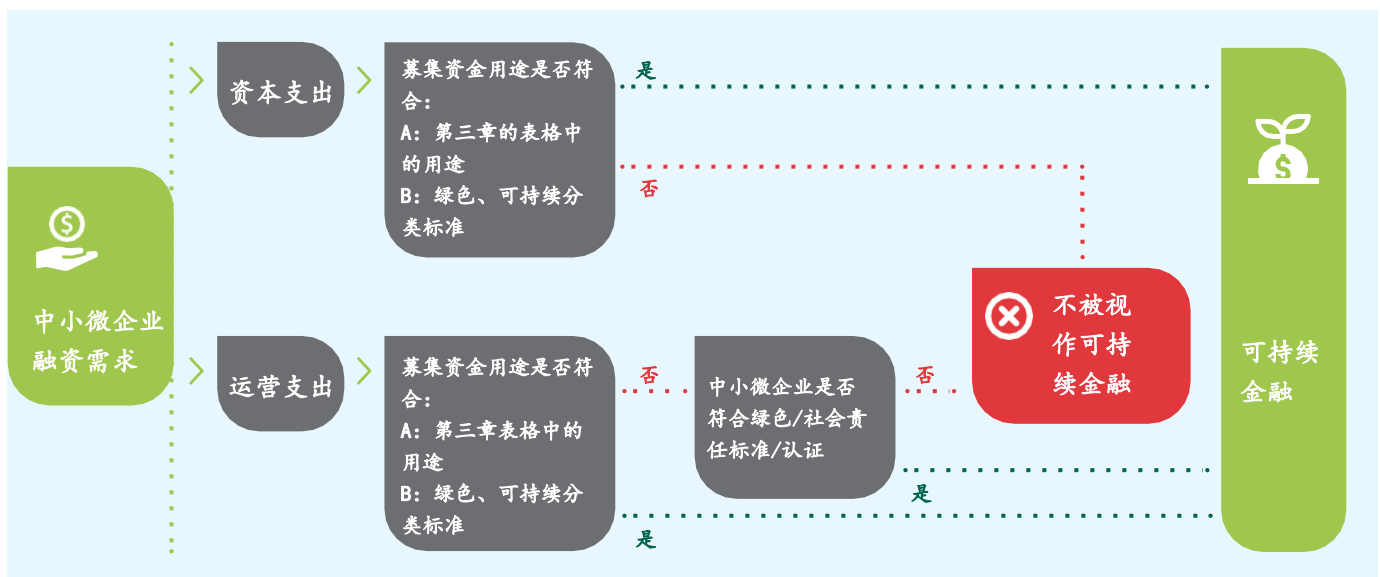 中小微企业
融资需求
资本支出
募集资金用途是否符
合：
A：第三章的表格中
的用途
B：绿色、可持续分
类标准
是
否
运营支出
募集资金用途是否符
合：
A：第三章表格中的
用途
B：绿色、可持续分
类标准
否
是
中小微企业是否
符合绿色/社会责
任标准/认证
否
是
不被视
作可持
续金融
可持续
金融